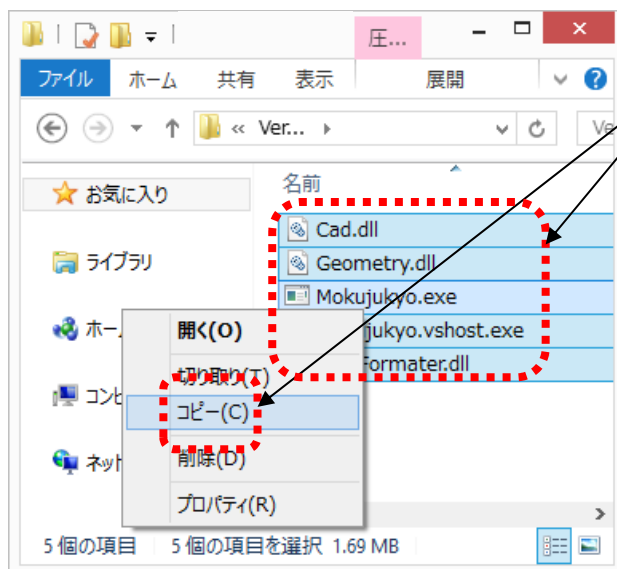 圧...
ファイル ホーム 共有 表示 展開
« Ver... Ve
名前
お気に入り
Cad.dll
ライブラリ
Geometry.dll
Mokujukyo.exe
ホー
jukyo.vshost.exe
Formater.dll
開く(O)
切り取り(T)
コンピ
コピー(C)
ネット
削除(D)
プロパティ(R)
5 個の項目 5 個の項目を選択 1.69 MB